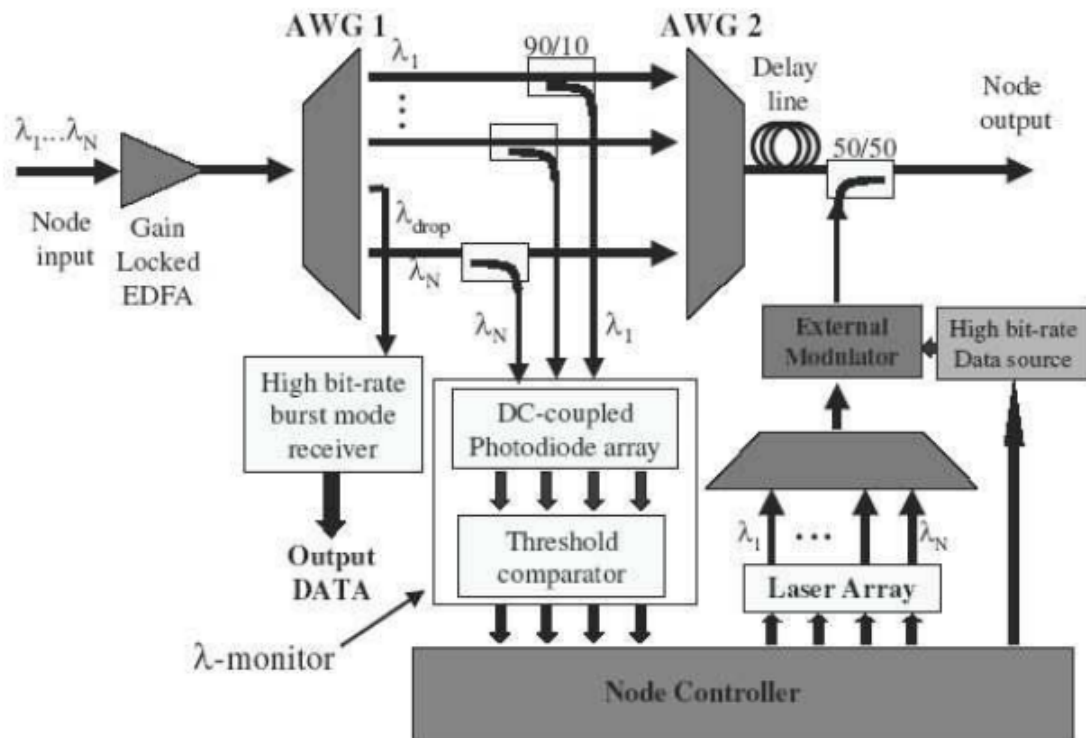 AWG 1
AWG 2
90/10
λ1
Delay
line
Node
output
λ1...λN
50/50
Node
input
Gain
Locked
EDFA
λdrop
λN
λN
λ1
External
Modulator
High bit-rate
Data source
High bit-rate
burst mode
receiver
DC-coupled
Photodiode array
Threshold
comparator
Output
DATA
λ1
...
λN
Laser Array
λ-monitor
Node Controller